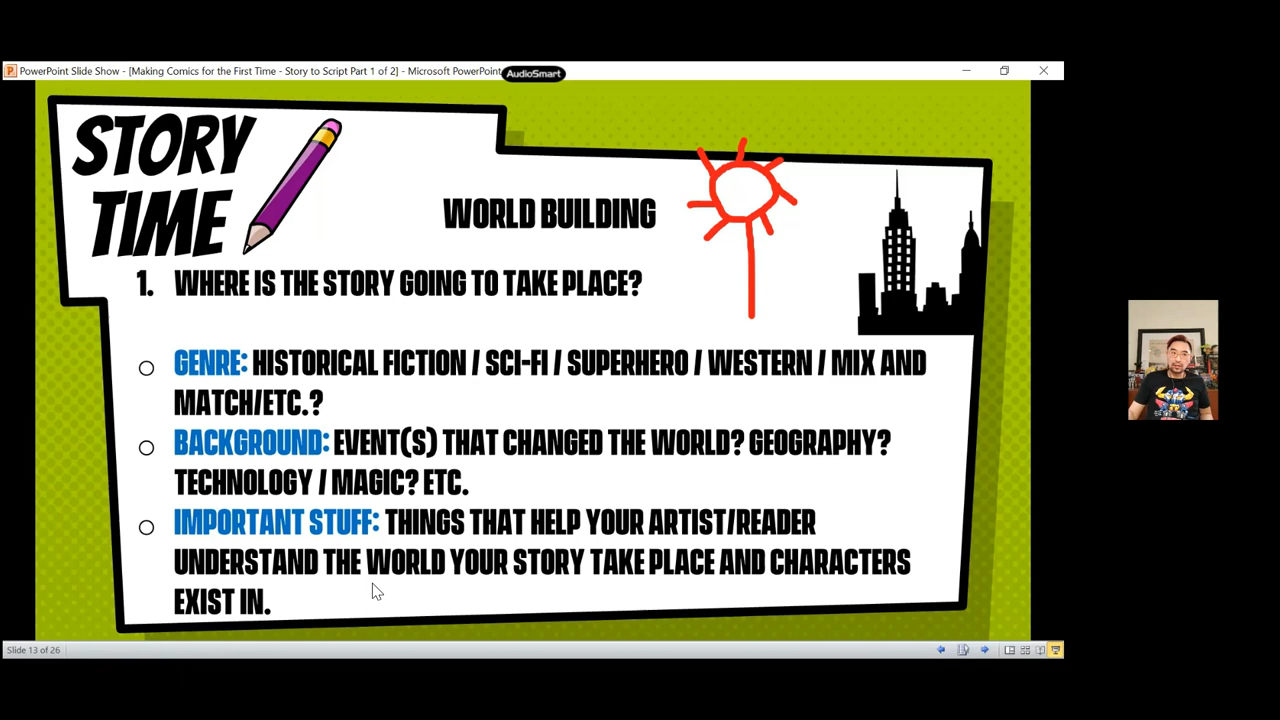 PowerPoint Slide Show - [Making Comics for the First Time - Story to Script Part 1 of 2] - Microsoft PowerPoint
AudioSmart
STORY
TIME
WORLD BUILDING
1. WHERE IS THE STORY GOING TO TAKE PLACE?
GENRE: HISTORICAL FICTION / SCI-FI / SUPERHERO / WESTERN / MIX AND
MATCH/ETC.?
BACKGROUND: EVENT(S) THAT CHANGED THE WORLD? GEOGRAPHY?
TECHNOLOGY / MAGIC? ETC.
IMPORTANT STUFF: THINGS THAT HELP YOUR ARTIST/READER
UNDERSTAND THE WORLD YOUR STORY TAKE PLACE AND CHARACTERS
EXIST IN.
Slide 13 of 26